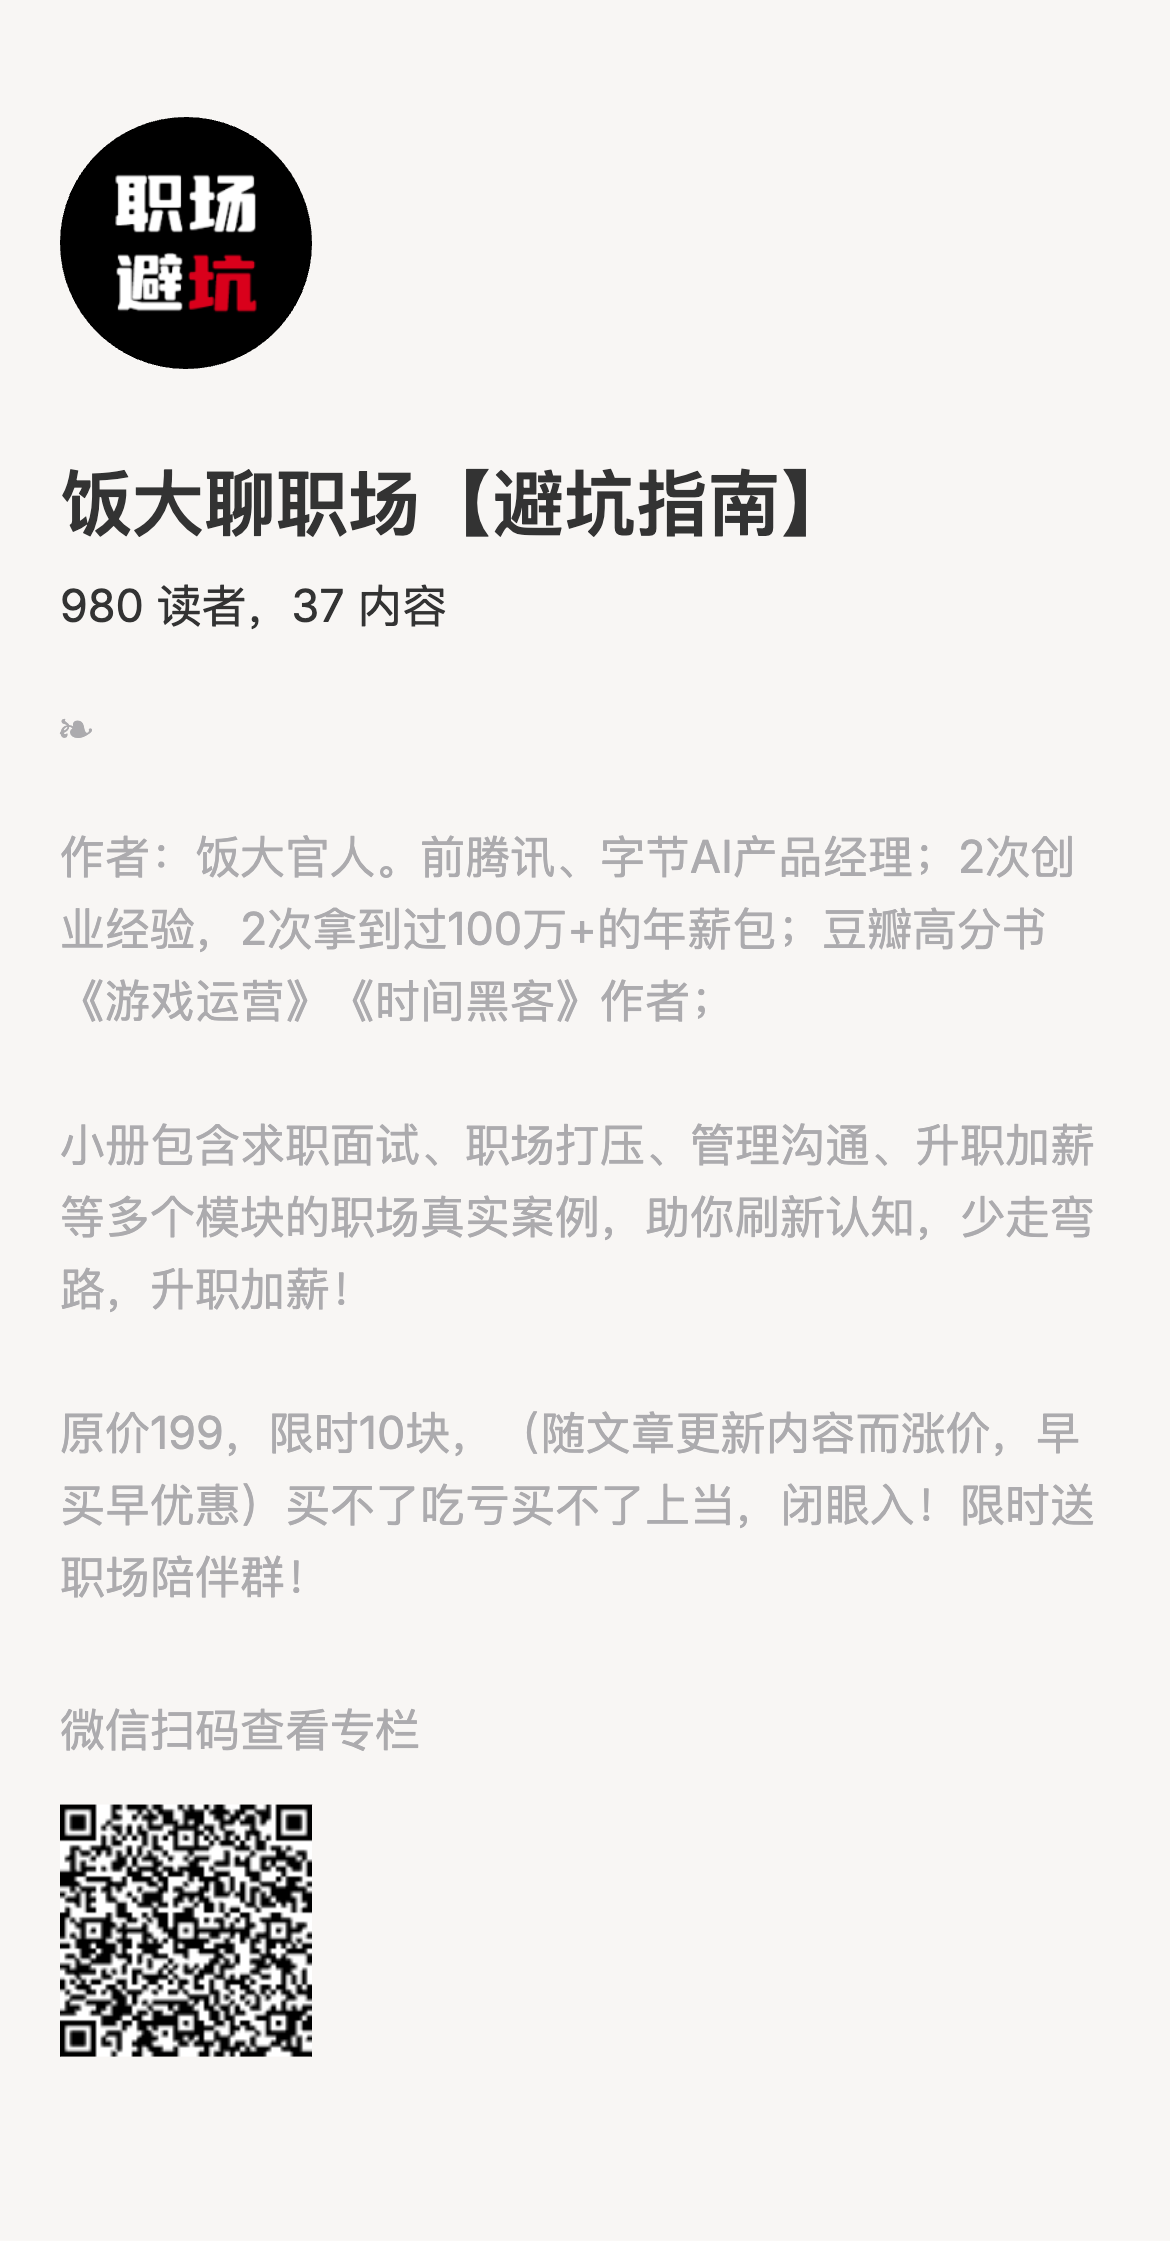 职场
避坑
饭大聊职场【避坑指南】
980 读者，37 内容
❧
作者：饭大官人。前腾讯、字节AI产品经理；2次创
业经验，2次拿到过100万+的年薪包；豆瓣高分书
《游戏运营》《时间黑客》作者；
小册包含求职面试、职场打压、管理沟通、升职加薪
等多个模块的职场真实案例，助你刷新认知，少走弯
路，升职加薪！
原价199，限时10块，（随文章更新内容而涨价，早
买早优惠）买不了吃亏买不了上当，闭眼入！限时送
职场陪伴群！
微信扫码查看专栏